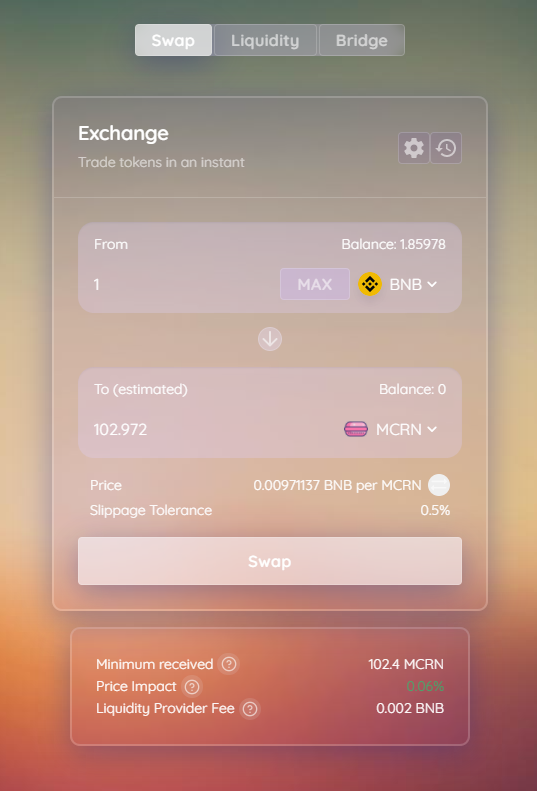 Swap Liquidity Bridge
Exchange
Trade tokens in an instant
From Balance: 1.85978
1 MAX BNB
To (estimated) Balance: 0
102.972 MCRN
Price 0.00971137 BNB per MCRN
Slippage Tolerance 0.5%
Swap
Minimum received ? 102.4 MCRN
Price Impact ? 0.06%
Liquidity Provider Fee ? 0.002 BNB